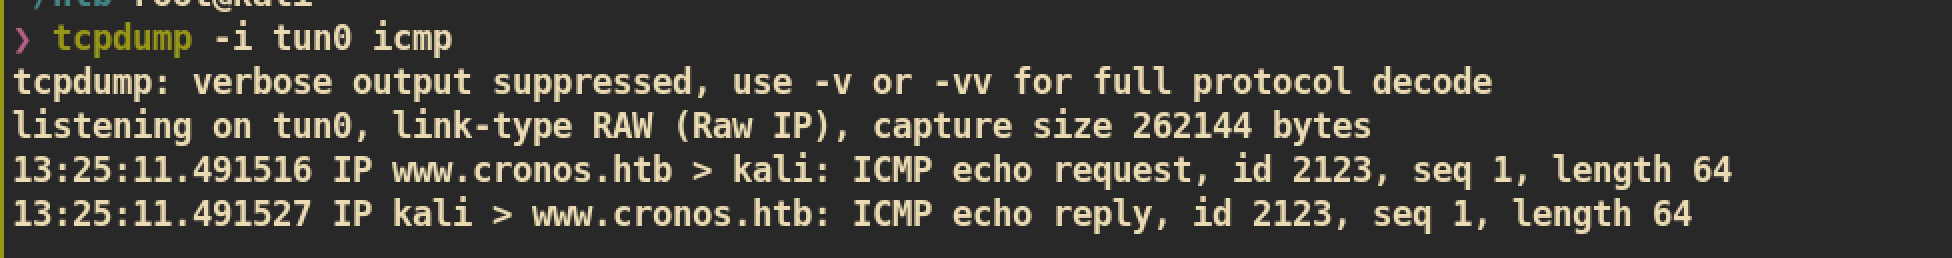 ~/htb root@kali
❯ tcpdump -i tun0 icmp
tcpdump: verbose output suppressed, use -v or -vv for full protocol decode
listening on tun0, link-type RAW (Raw IP), capture size 262144 bytes
13:25:11.491516 IP www.cronos.htb > kali: ICMP echo request, id 2123, seq 1, length 64
13:25:11.491527 IP kali > www.cronos.htb: ICMP echo reply, id 2123, seq 1, length 64